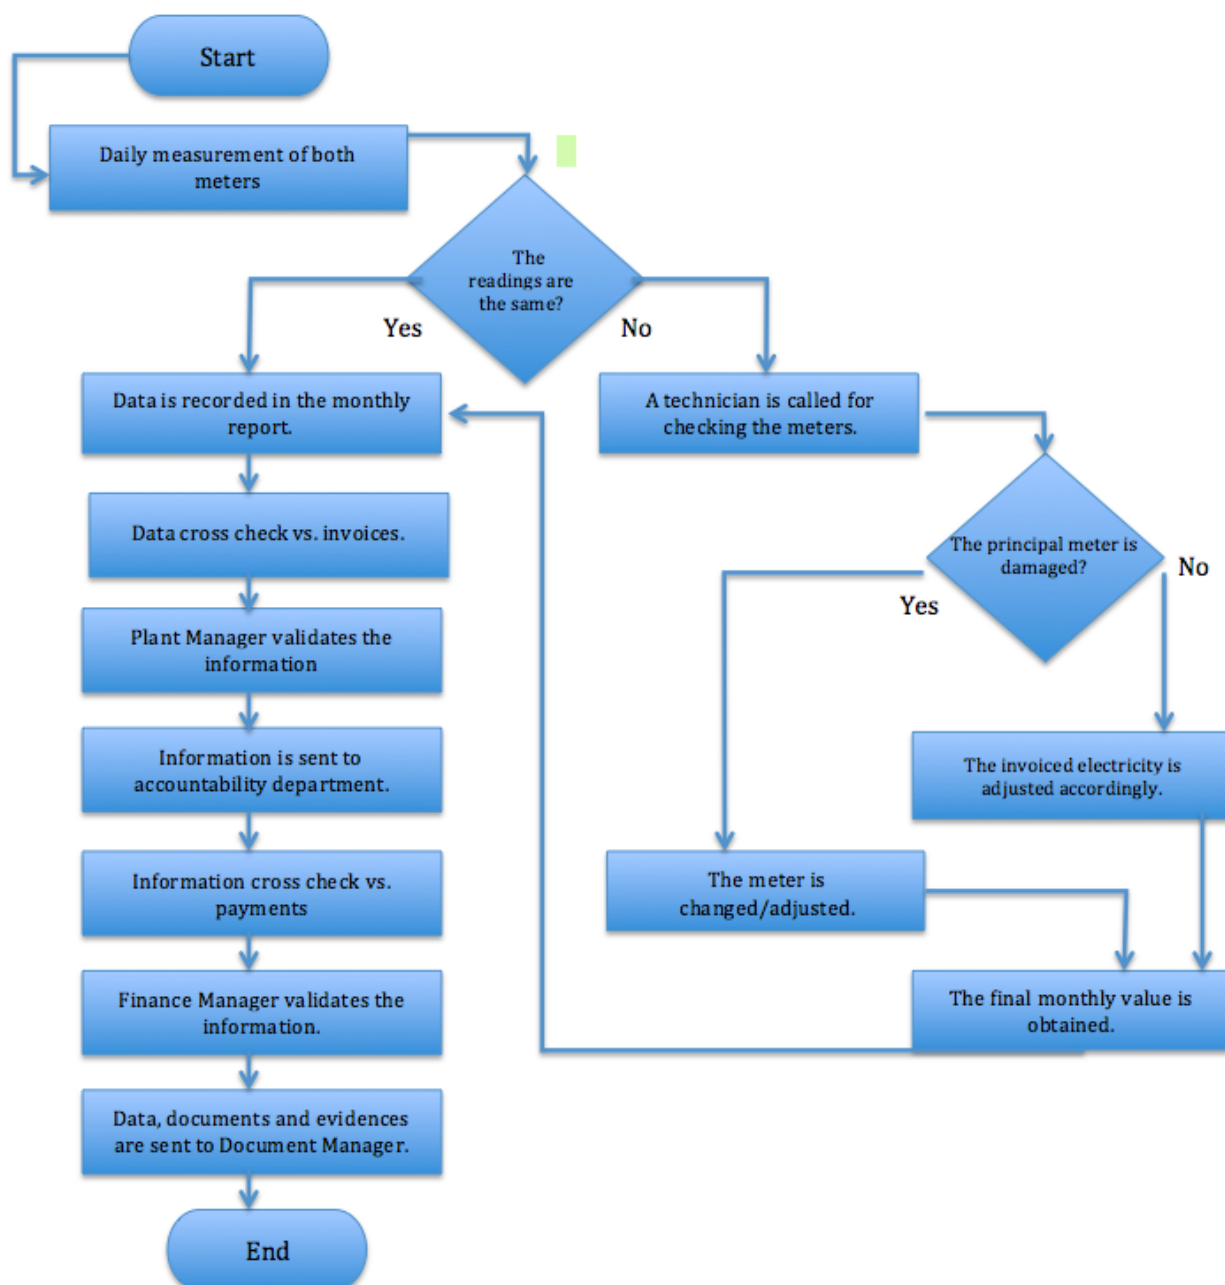 Start
Daily measurement of both
meters
The
readings are
the same?
Yes
No
Data is recorded in the monthly
report.
A technician is called for
checking the meters.
Data cross check vs. invoices.
The principal meter is
damaged?
No
Yes
Plant Manager validates the
information
Information is sent to
accountability department.
The invoiced electricity is
adjusted accordingly.
Information cross check vs.
payments
The meter is
changed/adjusted.
Finance Manager validates the
information.
The final monthly value is
obtained.
Data, documents and evidences
are sent to Document Manager.
End